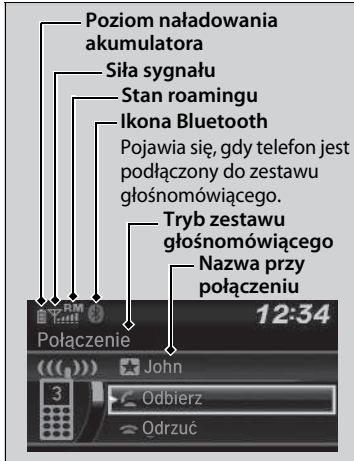 Poziom naładowania
akumulatora
Siła sygnału
Stan roamingu
Ikona Bluetooth
Pojawia się, gdy telefon jest
podłączony do zestawu
głośnomówiącego.
Tryb zestawu
głośnomówiącego
Nazwa przy
połączeniu
RM
12:34
Połączenie
John
3
Odbierz
Odrzuć